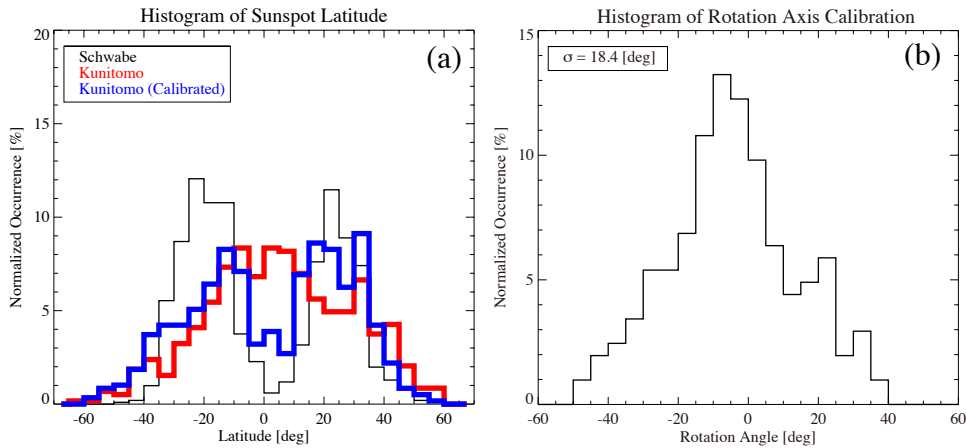 Histogram of Sunspot Latitude
20
15
10
5
0
Normalized Occurrence [%]
Schwabe
Kunitomo
Kunitomo (Calibrated)
(a)
-60 -40 -20 0 20 40 60
Latitude [deg]
Histogram of Rotation Axis Calibration
15
10
5
0
Normalized Occurrence [%]
σ = 18.4 [deg]
(b)
-60 -40 -20 0 20 40 60
Rotation Angle [deg]